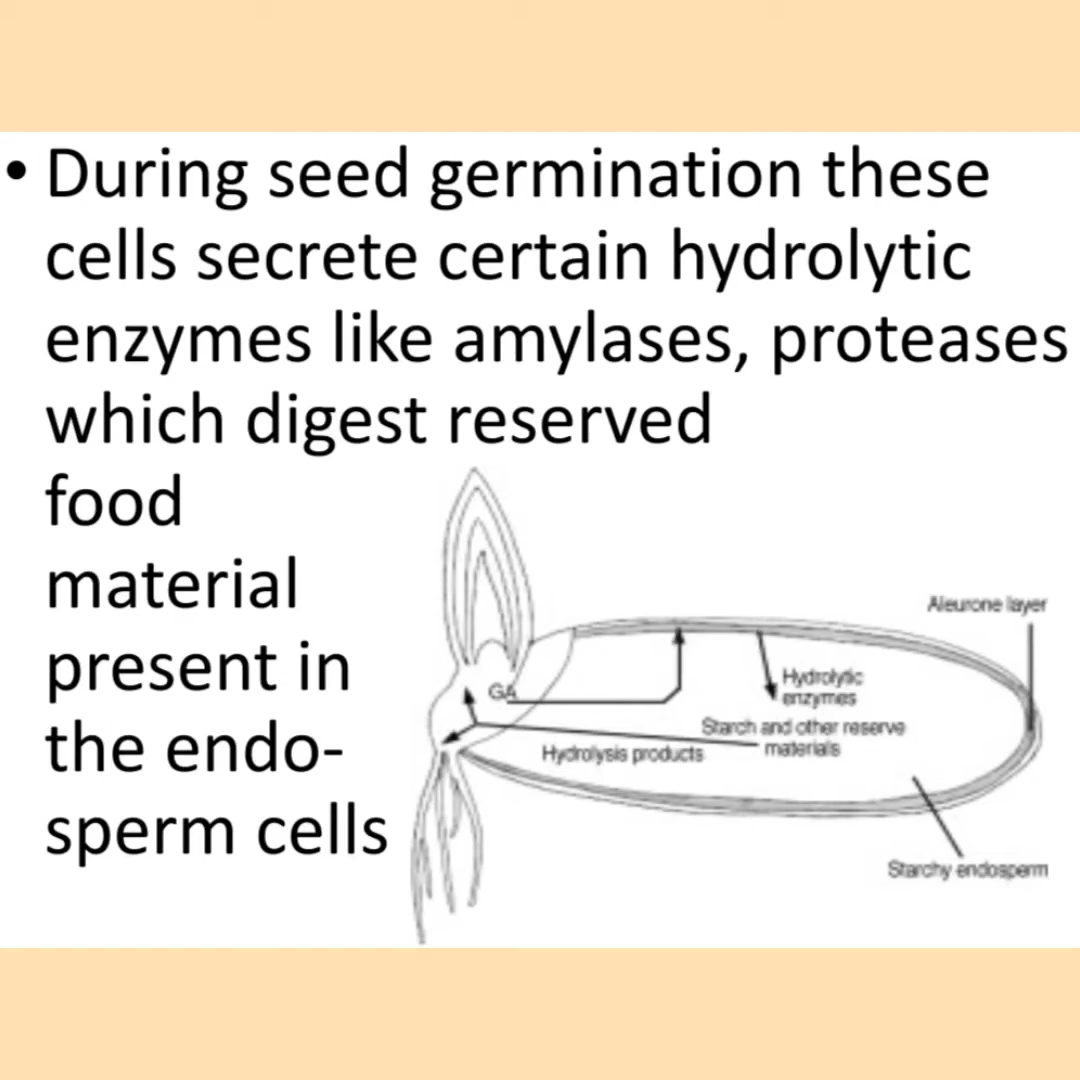 • During seed germination these
cells secrete certain hydrolytic
enzymes like amylases, proteases
which digest reserved
food
material
present in
the endo-
sperm cells
Aleurone layer
GA
Hydrolytic
enzymes
Starch and other reserve
materials
Hydrolysis products
Starchy endosperm